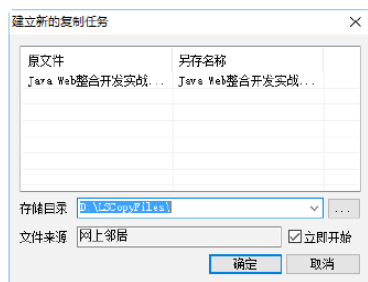 建立新的复制任务
原文件 另存名称
Java Web整合开发实战... Java Web整合开发实战...
存储目录 D:\LSCopyFiles\ ...
文件来源 网上邻居 立即开始
确定 取消